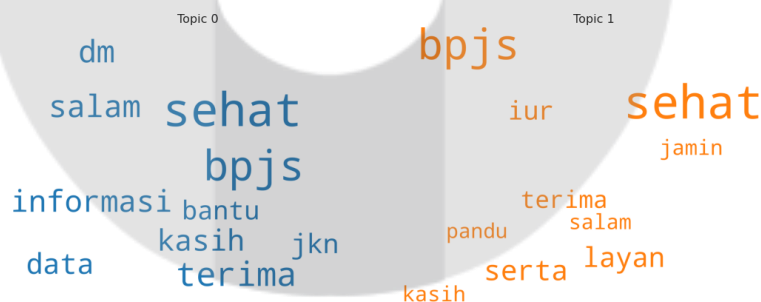 Topic 0
dm
salam
sehat
bpjs
informasi
bantu
kasih
jkn
data
terima
Topic 1
bpjs
sehat
iur
jamin
terima
salam
pandu
layan
serta
kasih